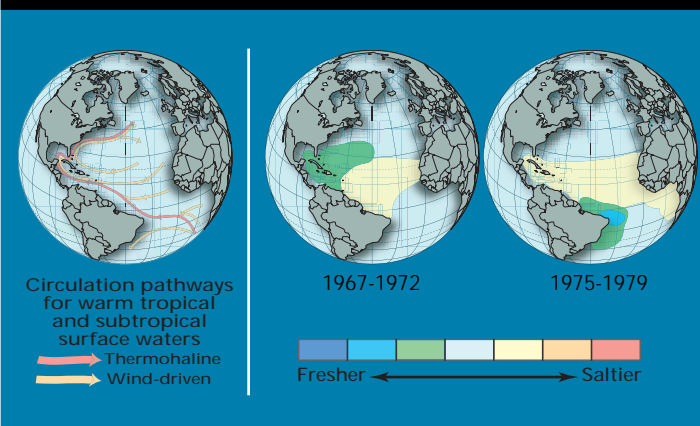 Circulation pathways
for warm tropical
and subtropical
surface waters
Thermohaline
Wind-driven
1967-1972
1975-1979
Fresher
Saltier